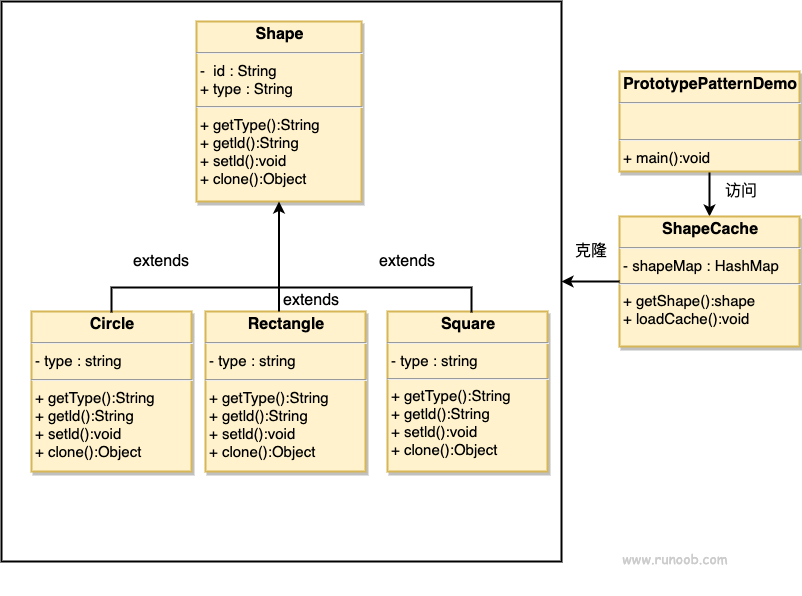 Shape
- id : String
+ type : String
+ getType():String
+ getId():String
+ setId():void
+ clone():Object
PrototypePatternDemo
+ main():void
访问
ShapeCache
- shapeMap : HashMap
+ getShape():shape
+ loadCache():void
克隆
extends
extends
extends
Circle
- type : string
+ getType():String
+ getId():String
+ setId():void
+ clone():Object
Rectangle
- type : string
+ getType():String
+ getId():String
+ setId():void
+ clone():Object
Square
- type : string
+ getType():String
+ getId():String
+ setId():void
+ clone():Object
www.runoob.com